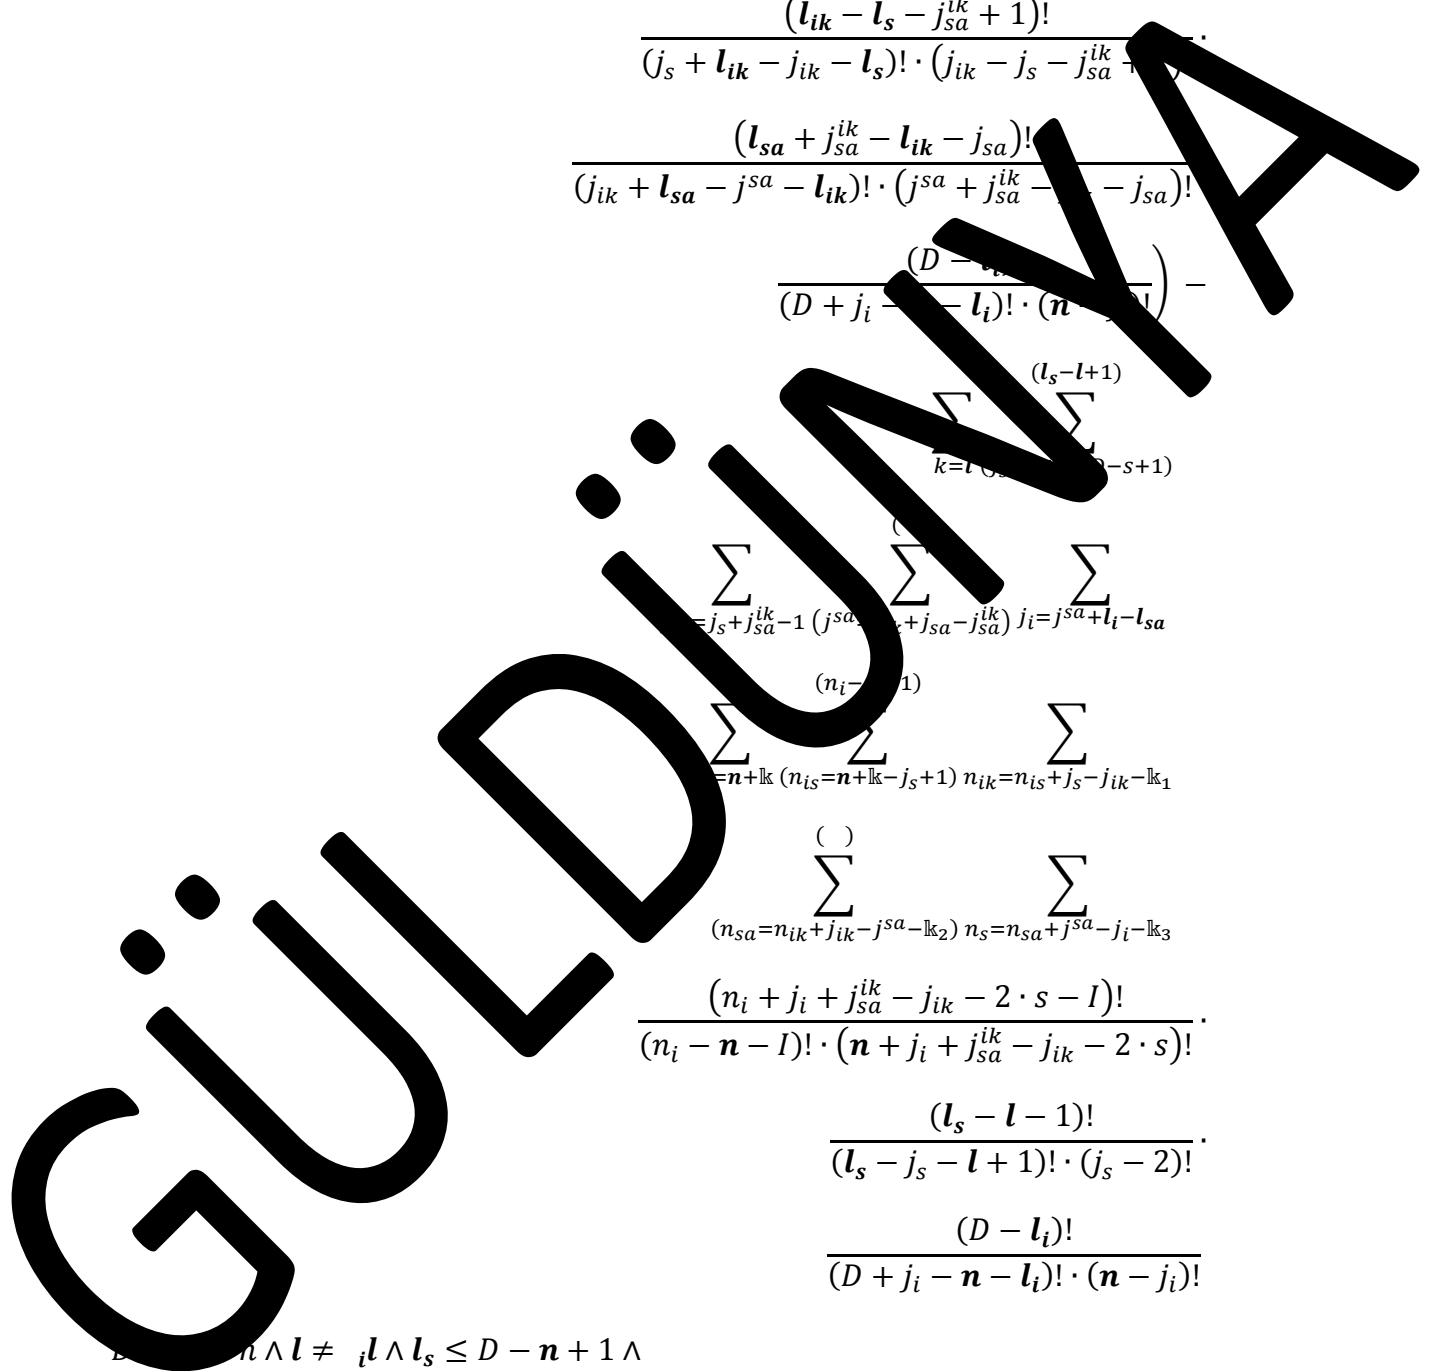 (l_ik − l_s − j_sa^ik + 1)!
(j_s + l_ik − j_ik − l_s)! · (j_ik − j_s − j_sa^ik + ·
(l_sa + j_sa^ik − l_ik − j_sa)!
(j_ik + l_sa − j^sa − l_ik)! · (j^sa + j_sa^ik − − j_sa)!
(D −
(D + j_i − − l_i)! · (n )! ) −
(l_s−l+1)
∑ ∑
k=l −s+1)
(
∑ ∑ ∑
=j_s+j_sa^ik−1 (j^sa +j_sa−j_sa^ik) j_i=j^sa+l_i−l_sa
(n_i− 1)
∑ ∑ ∑
=n+𝕜 (n_is=n+𝕜−j_s+1) n_ik=n_is+j_s−j_ik−𝕜_1
( )
∑ ∑
(n_sa=n_ik+j_ik−j^sa−𝕜_2) n_s=n_sa+j^sa−j_i−𝕜_3
(n_i + j_i + j_sa^ik − j_ik − 2 · s − I)!
(n_i − n − I)! · (n + j_i + j_sa^ik − j_ik − 2 · s)! ·
(l_s − l − 1)!
(l_s − j_s − l + 1)! · (j_s − 2)! ·
(D − l_i)!
(D + j_i − n − l_i)! · (n − j_i)!
∧ l ≠ _il ∧ l_s ≤ D − n + 1 ∧
GÜLDÜNYA